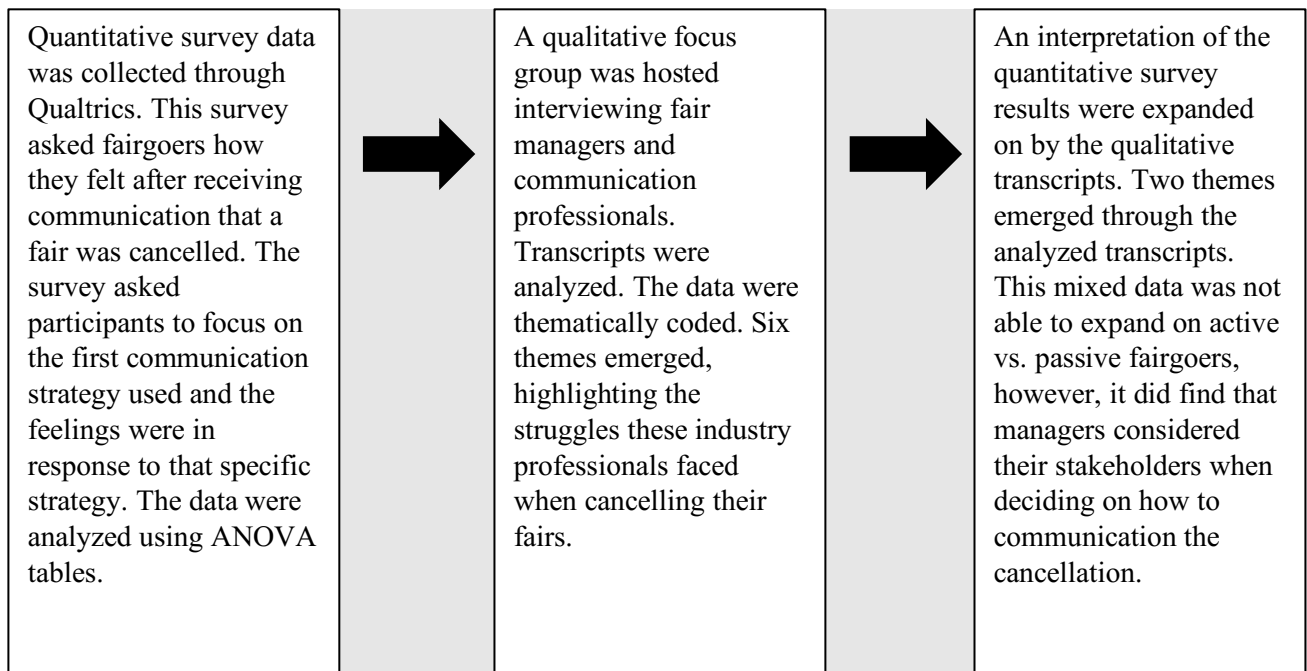 Quantitative survey data
was collected through
Qualtrics. This survey
asked fairgoers how
they felt after receiving
communication that a
fair was cancelled. The
survey asked
participants to focus on
the first communication
strategy used and the
feelings were in
response to that specific
strategy. The data were
analyzed using ANOVA
tables.
A qualitative focus
group was hosted
interviewing fair
managers and
communication
professionals.
Transcripts were
analyzed. The data were
thematically coded. Six
themes emerged,
highlighting the
struggles these industry
professionals faced
when cancelling their
fairs.
An interpretation of the
quantitative survey
results were expanded
on by the qualitative
transcripts. Two themes
emerged through the
analyzed transcripts.
This mixed data was not
able to expand on active
vs. passive fairgoers,
however, it did find that
managers considered
their stakeholders when
deciding on how to
communication the
cancellation.